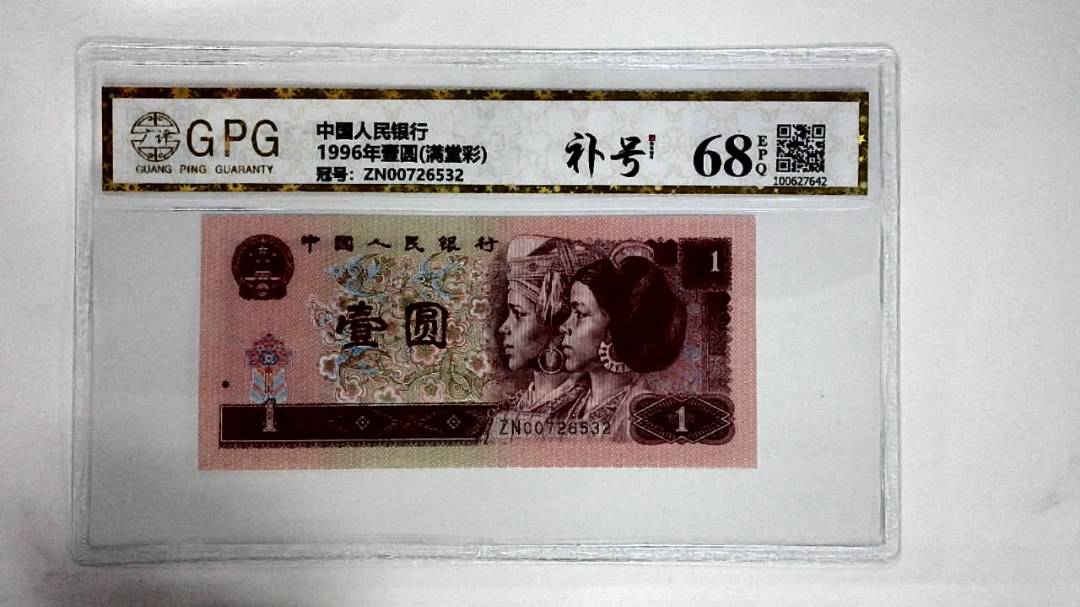 广评
GPG
GUANG PING GUARANTY
中国人民银行
1996年壹圆(满堂彩)
冠号：ZN00726532
补号
68
EPQ
100627642
中国人民银行
1
壹圆
1
ZN00726532
1